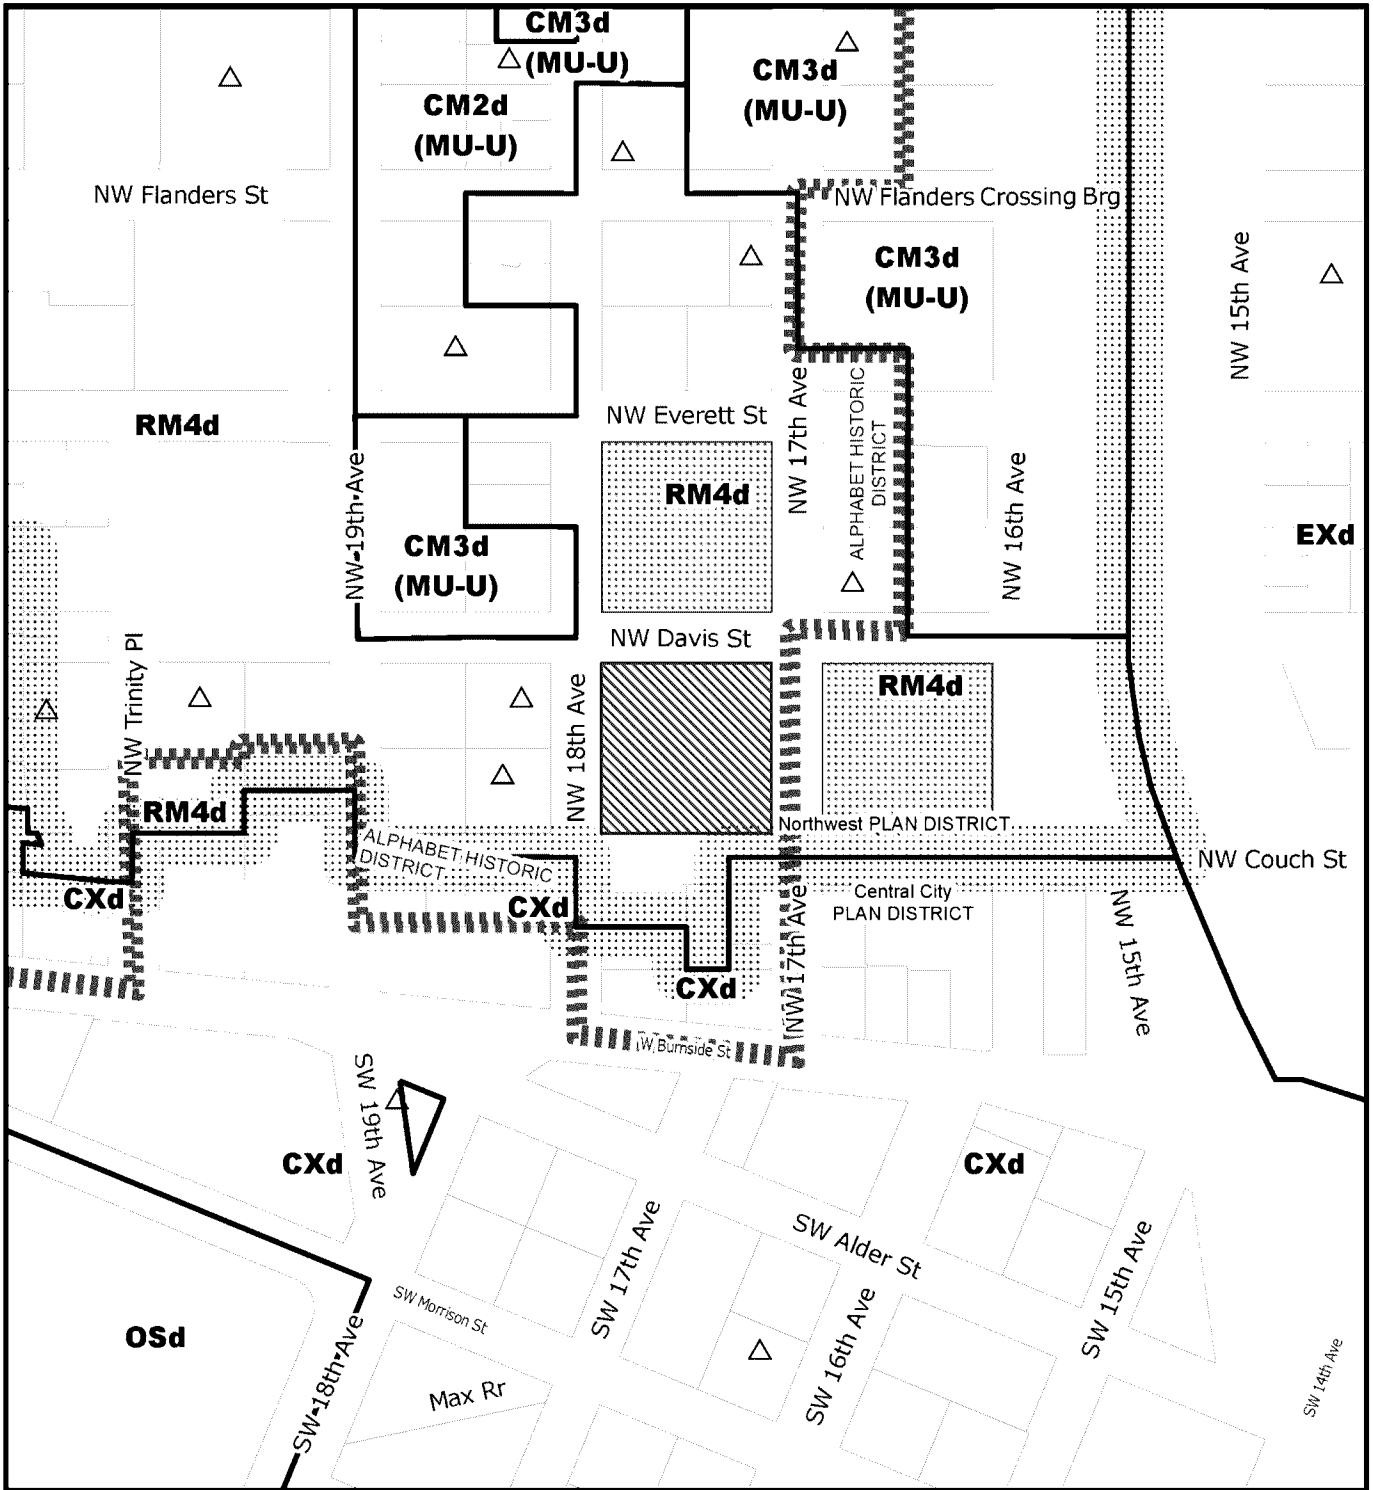 CM3d
(MU-U)
CM3d
(MU-U)
CM2d
(MU-U)
NW Flanders St
NW Flanders Crossing Brg
CM3d
(MU-U)
NW 15th Ave
NW Everett St
RM4d
NW 17th Ave
ALPHABET HISTORIC
DISTRICT
RM4d
NW 19th Ave
NW 16th Ave
EXd
CM3d
(MU-U)
NW Davis St
NW Trinity Pl
NW 18th Ave
RM4d
RM4d
Northwest PLAN DISTRICT
ALPHABET HISTORIC
DISTRICT
NW Couch St
CXd
CXd
Central City
PLAN DISTRICT
NW 17th Ave
NW 15th Ave
CXd
W Burnside St
SW 19th Ave
CXd
CXd
SW 17th Ave
SW Alder St
SW 15th Ave
SW Morrison St
SW 16th Ave
OSd
SW 18th Ave
Max Rr
SW 14th Ave